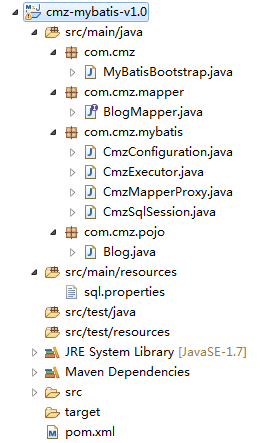 cmz-mybatis-v1.0
src/main/java
com.cmz
MyBatisBootstrap.java
com.cmz.mapper
BlogMapper.java
com.cmz.mybatis
CmzConfiguration.java
CmzExecutor.java
CmzMapperProxy.java
CmzSqlSession.java
com.cmz.pojo
Blog.java
src/main/resources
sql.properties
src/test/java
src/test/resources
JRE System Library [JavaSE-1.7]
Maven Dependencies
src
target
pom.xml